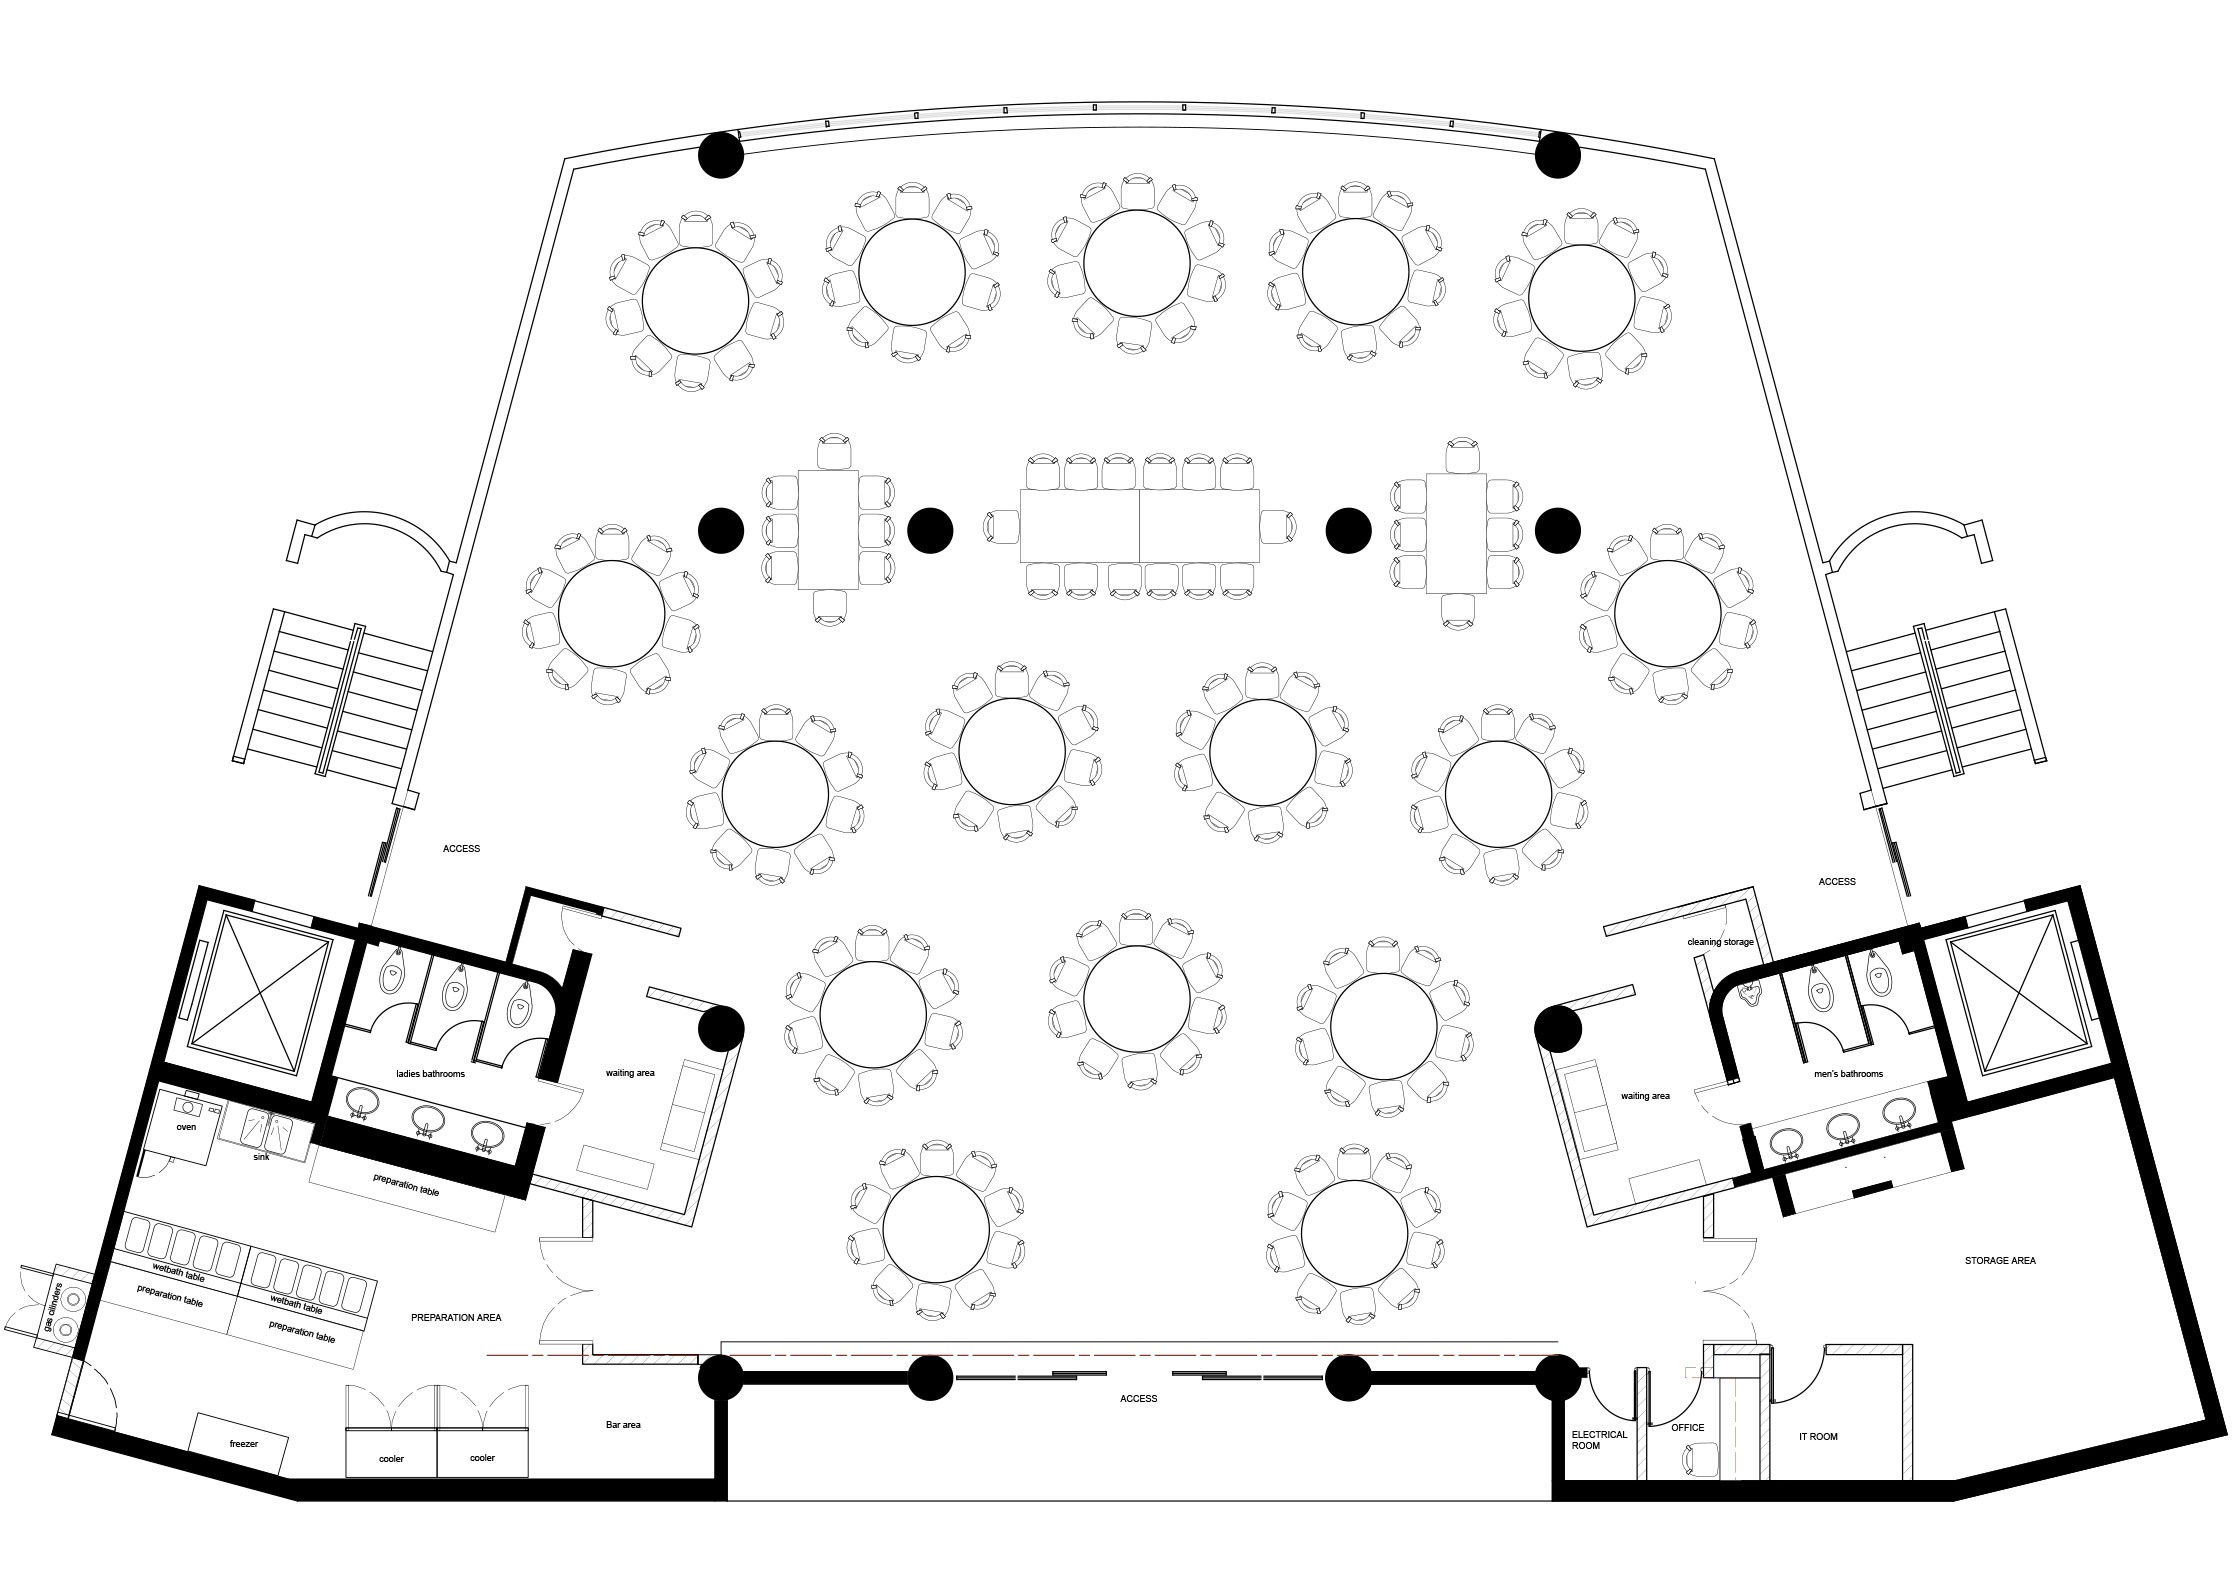 ACCESS
ACCESS
cleaning storage
ladies bathrooms
waiting area
men's bathrooms
waiting area
oven
sink
preparation table
wetbath table
wetbath table
preparation table
preparation table
gas cilinders
PREPARATION AREA
STORAGE AREA
ACCESS
Bar area
freezer
cooler
cooler
ELECTRICAL
ROOM
OFFICE
IT ROOM